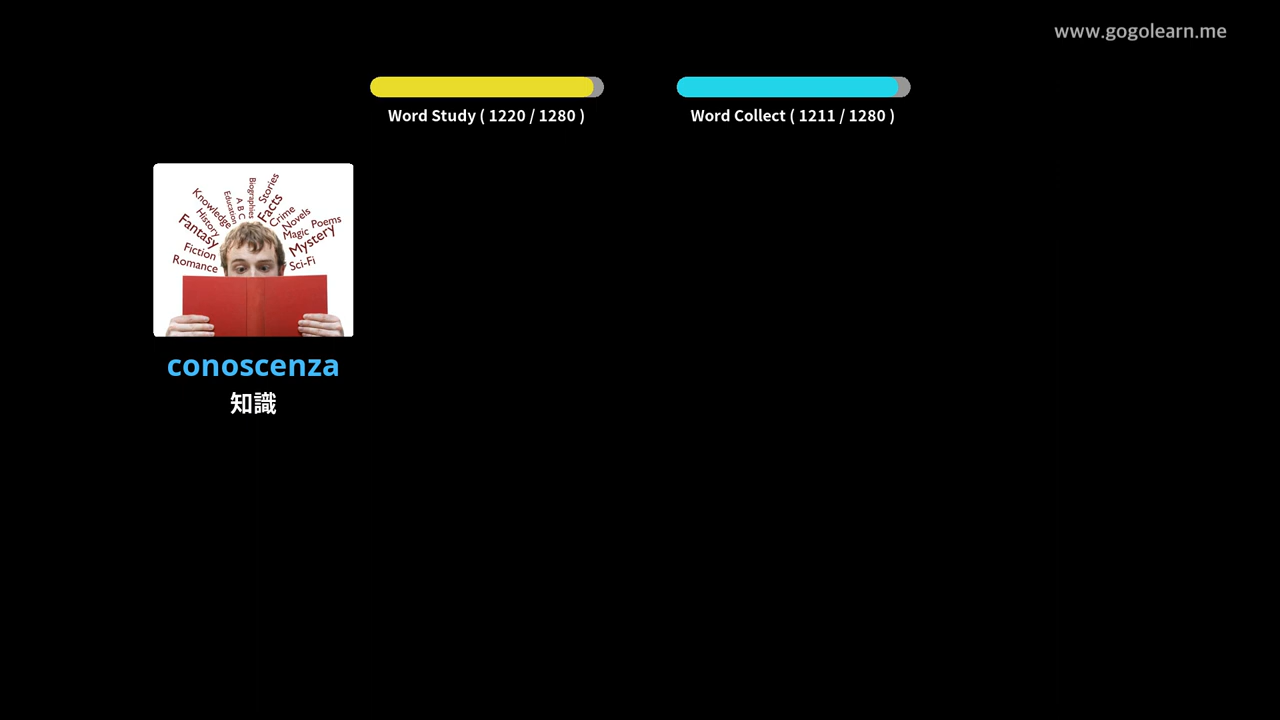 www.gogolearn.me
Word Study ( 1220 / 1280 )
Word Collect ( 1211 / 1280 )
Romance
Fiction
Fantasy
History
Knowledge
Education
A B C
Biographies
Stories
Facts
Crime
Novels
Magic
Poems
Mystery
Sci-Fi
conoscenza
知識